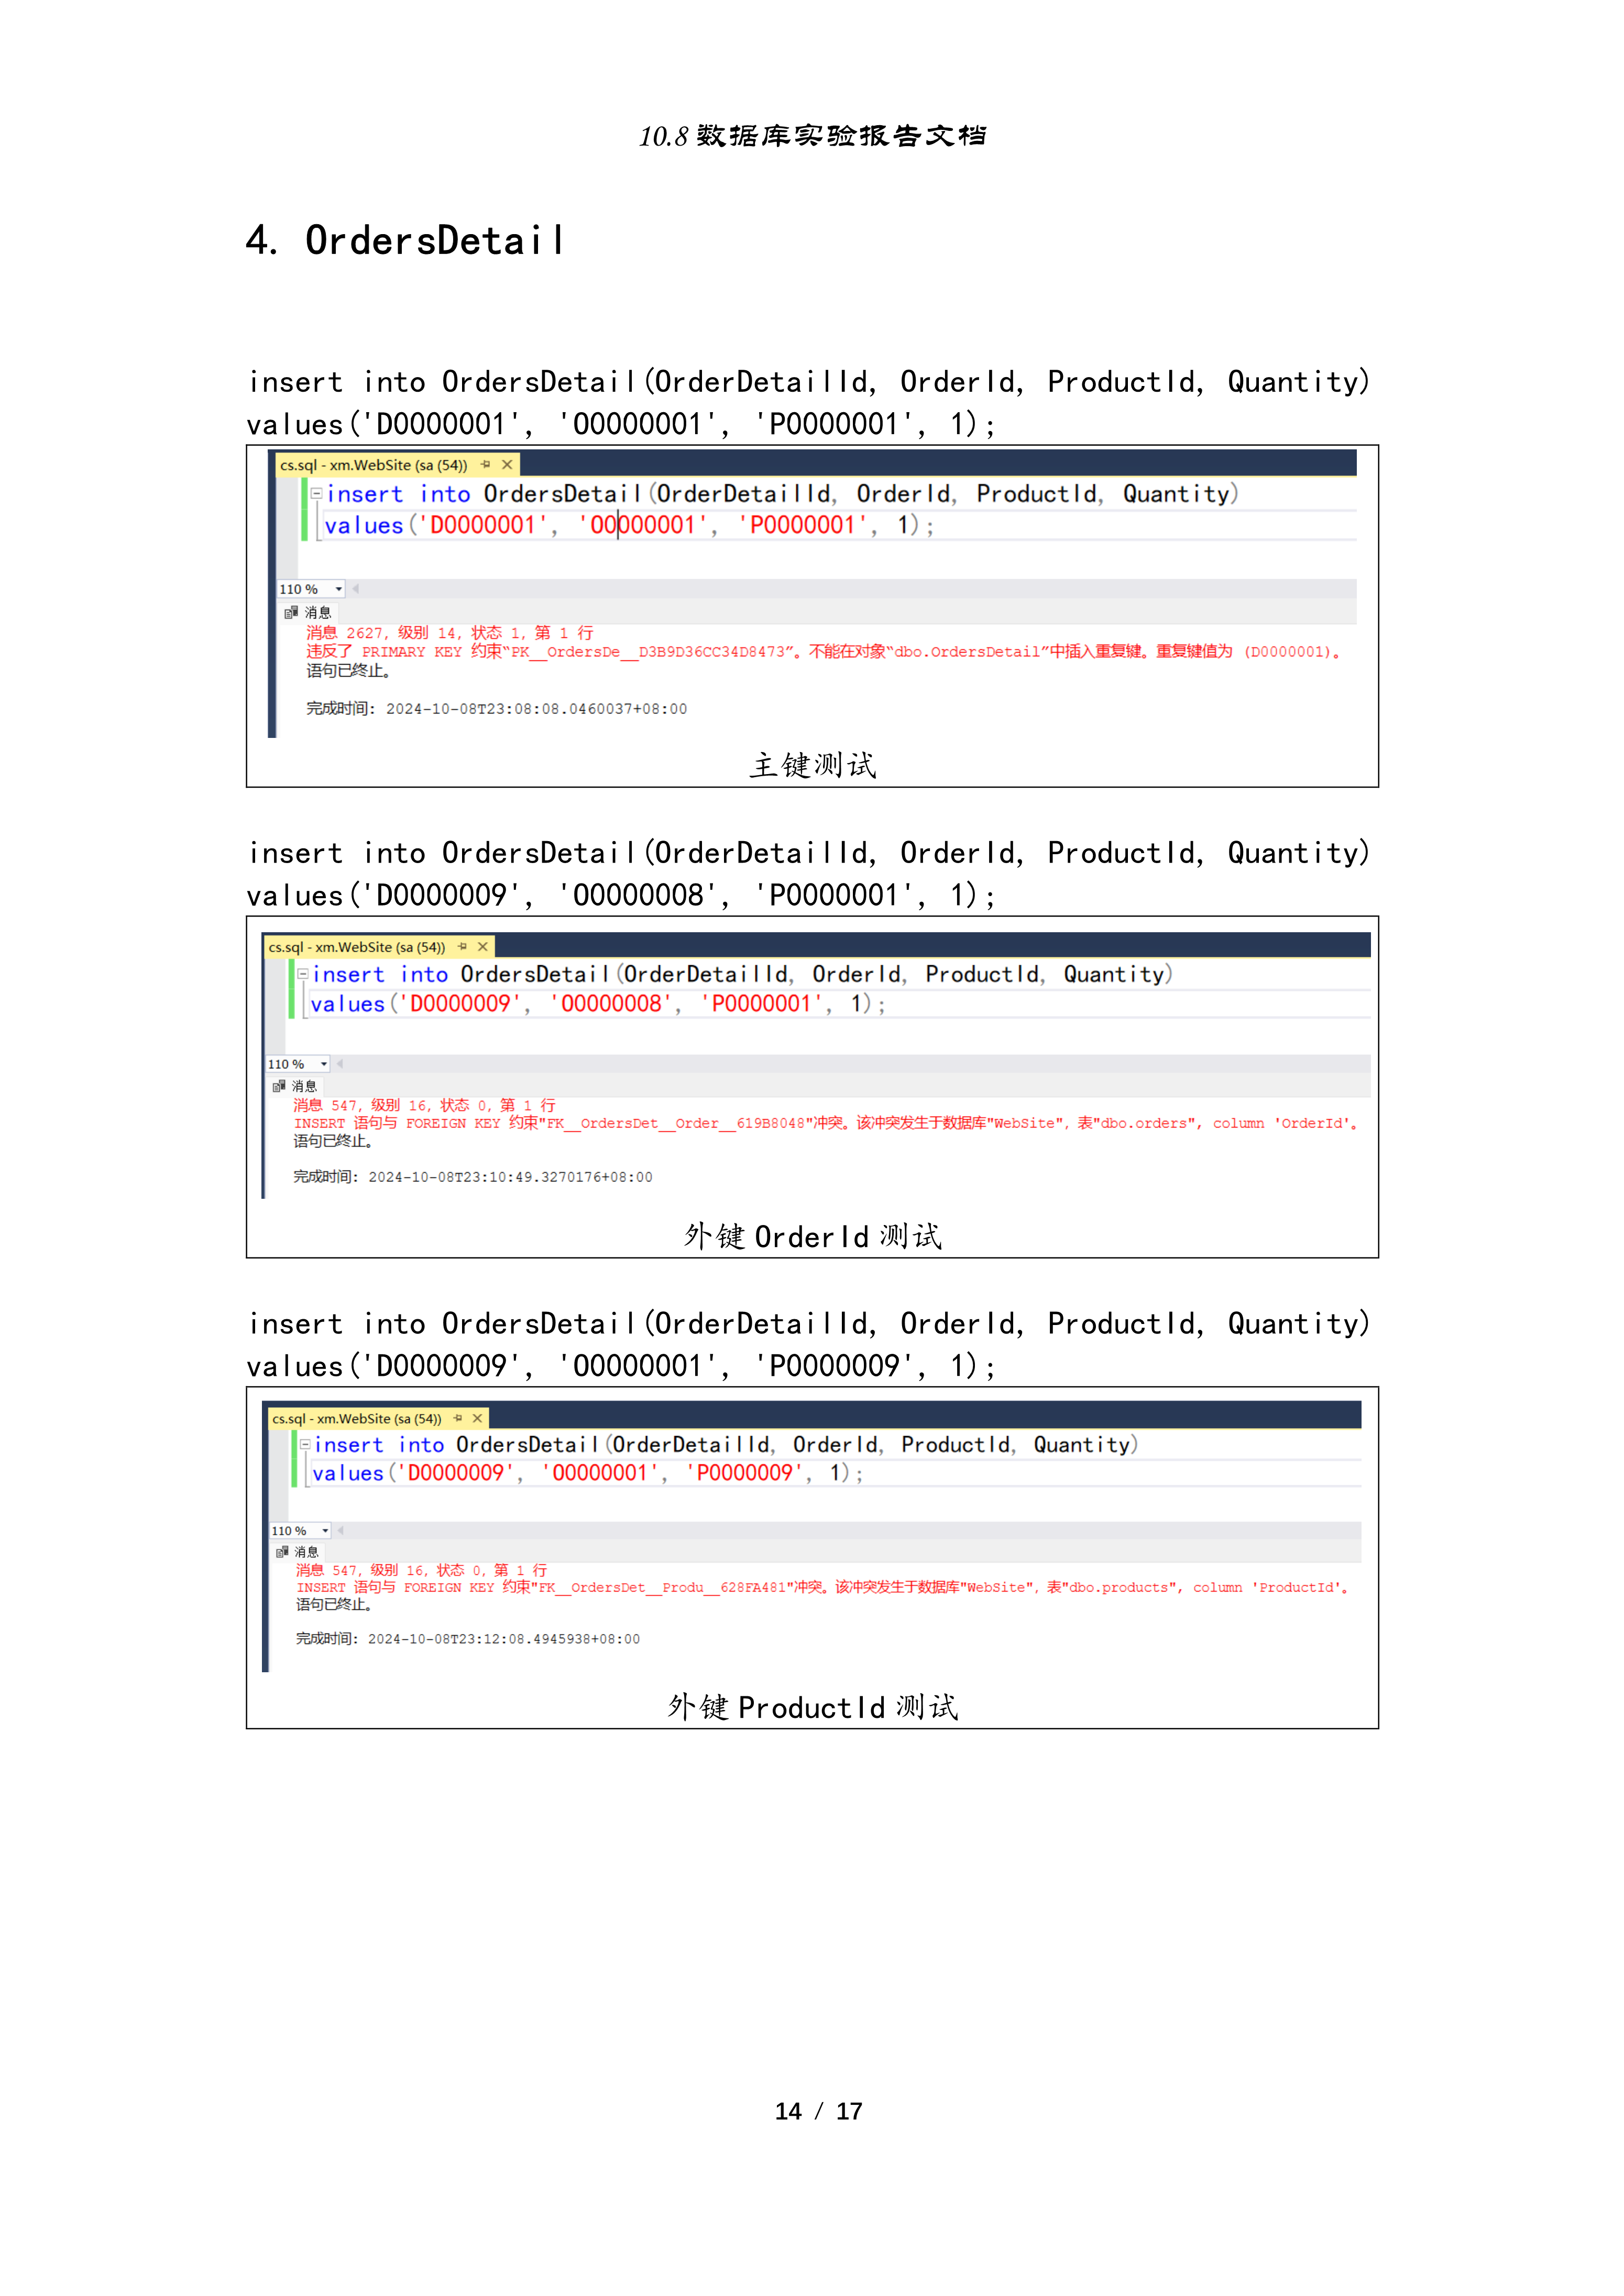 10.8 数据库实验报告文档
4. OrdersDetail
insert into OrdersDetail(OrderDetailId, OrderId, ProductId, Quantity)
values('D0000001', 'O0000001', 'P0000001', 1);
cs.sql - xm.WebSite (sa (54))
insert into OrdersDetail(OrderDetailId, OrderId, ProductId, Quantity)
values('D0000001', 'O0000001', 'P0000001', 1);
110 %
消息
消息 2627, 级别 14, 状态 1, 第 1 行
违反了 PRIMARY KEY 约束“PK__OrdersDe__D3B9D36CC34D8473”。不能在对象“dbo.OrdersDetail”中插入重复键。重复键值为 (D0000001)。
语句已终止。
完成时间: 2024-10-08T23:08:08.0460037+08:00
主键测试
insert into OrdersDetail(OrderDetailId, OrderId, ProductId, Quantity)
values('D0000009', 'O0000008', 'P0000001', 1);
cs.sql - xm.WebSite (sa (54))
insert into OrdersDetail(OrderDetailId, OrderId, ProductId, Quantity)
values('D0000009', 'O0000008', 'P0000001', 1);
110 %
消息
消息 547, 级别 16, 状态 0, 第 1 行
INSERT 语句与 FOREIGN KEY 约束"FK__OrdersDet__Order__619B8048"冲突。该冲突发生于数据库"WebSite", 表"dbo.orders", column 'OrderId'。
语句已终止。
完成时间: 2024-10-08T23:10:49.3270176+08:00
外键 OrderId 测试
insert into OrdersDetail(OrderDetailId, OrderId, ProductId, Quantity)
values('D0000009', 'O0000001', 'P0000009', 1);
cs.sql - xm.WebSite (sa (54))
insert into OrdersDetail(OrderDetailId, OrderId, ProductId, Quantity)
values('D0000009', 'O0000001', 'P0000009', 1);
110 %
消息
消息 547, 级别 16, 状态 0, 第 1 行
INSERT 语句与 FOREIGN KEY 约束"FK__OrdersDet__Produ__628FA481"冲突。该冲突发生于数据库"WebSite", 表"dbo.products", column 'ProductId'。
语句已终止。
完成时间: 2024-10-08T23:12:08.4945938+08:00
外键 ProductId 测试
14 / 17